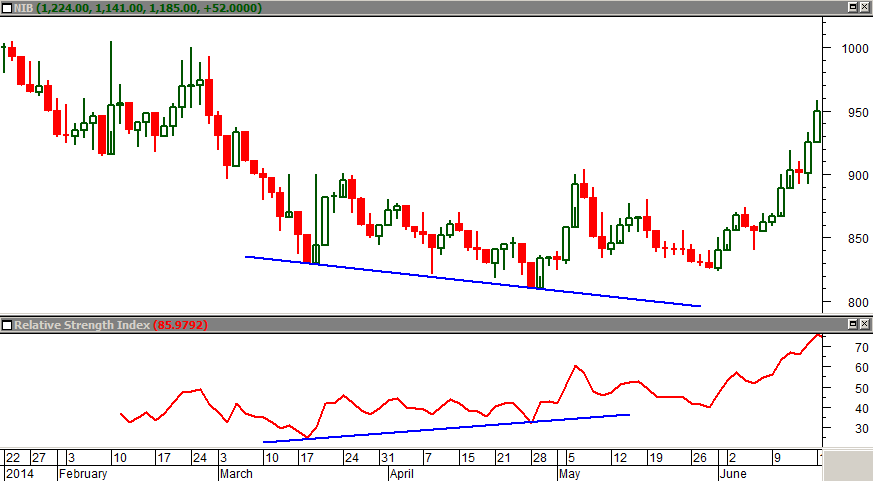 NIB (1,224.00, 1,141.00, 1,185.00, +52.0000)
1000
950
900
850
800
Relative Strength Index (85.9792)
70
60
50
40
30
22 27 3 10 17 24 3 10 17 24 31 7 15 21 28 5 12 19 26 2 9
2014 February March April May June